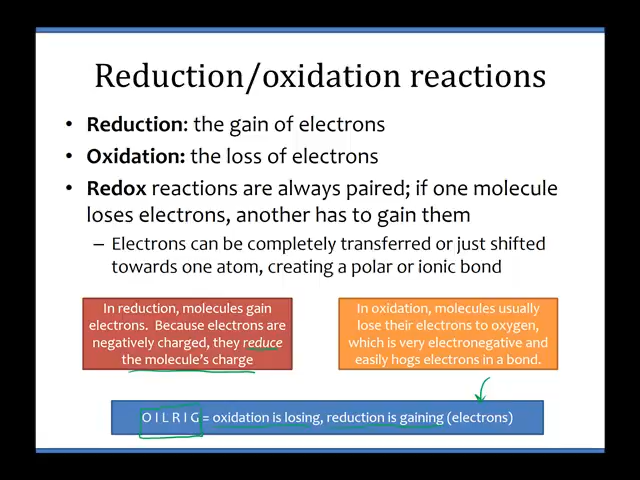 Reduction/oxidation reactions
• Reduction: the gain of electrons
• Oxidation: the loss of electrons
• Redox reactions are always paired; if one molecule
loses electrons, another has to gain them
– Electrons can be completely transferred or just shifted
towards one atom, creating a polar or ionic bond
In reduction, molecules gain
electrons. Because electrons are
negatively charged, they reduce
the molecule's charge
In oxidation, molecules usually
lose their electrons to oxygen,
which is very electronegative and
easily hogs electrons in a bond.
O I L R I G = oxidation is losing, reduction is gaining (electrons)